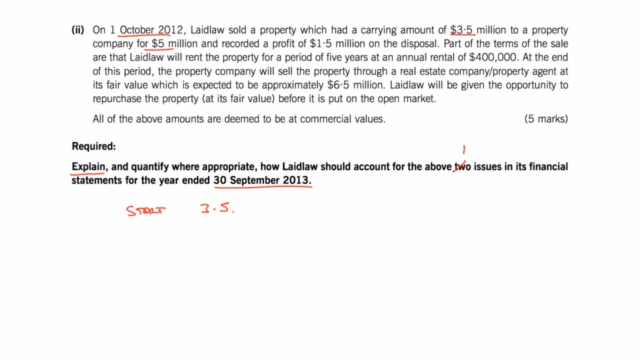 (ii) On 1 October 2012, Laidlaw sold a property which had a carrying amount of $3·5 million to a property
company for $5 million and recorded a profit of $1·5 million on the disposal. Part of the terms of the sale
are that Laidlaw will rent the property for a period of five years at an annual rental of $400,000. At the end
of this period, the property company will sell the property through a real estate company/property agent at
its fair value which is expected to be approximately $6·5 million. Laidlaw will be given the opportunity to
repurchase the property (at its fair value) before it is put on the open market.
All of the above amounts are deemed to be at commercial values. (5 marks)
Required:
1
Explain, and quantify where appropriate, how Laidlaw should account for the above two issues in its financial
statements for the year ended 30 September 2013.
START 3.5.